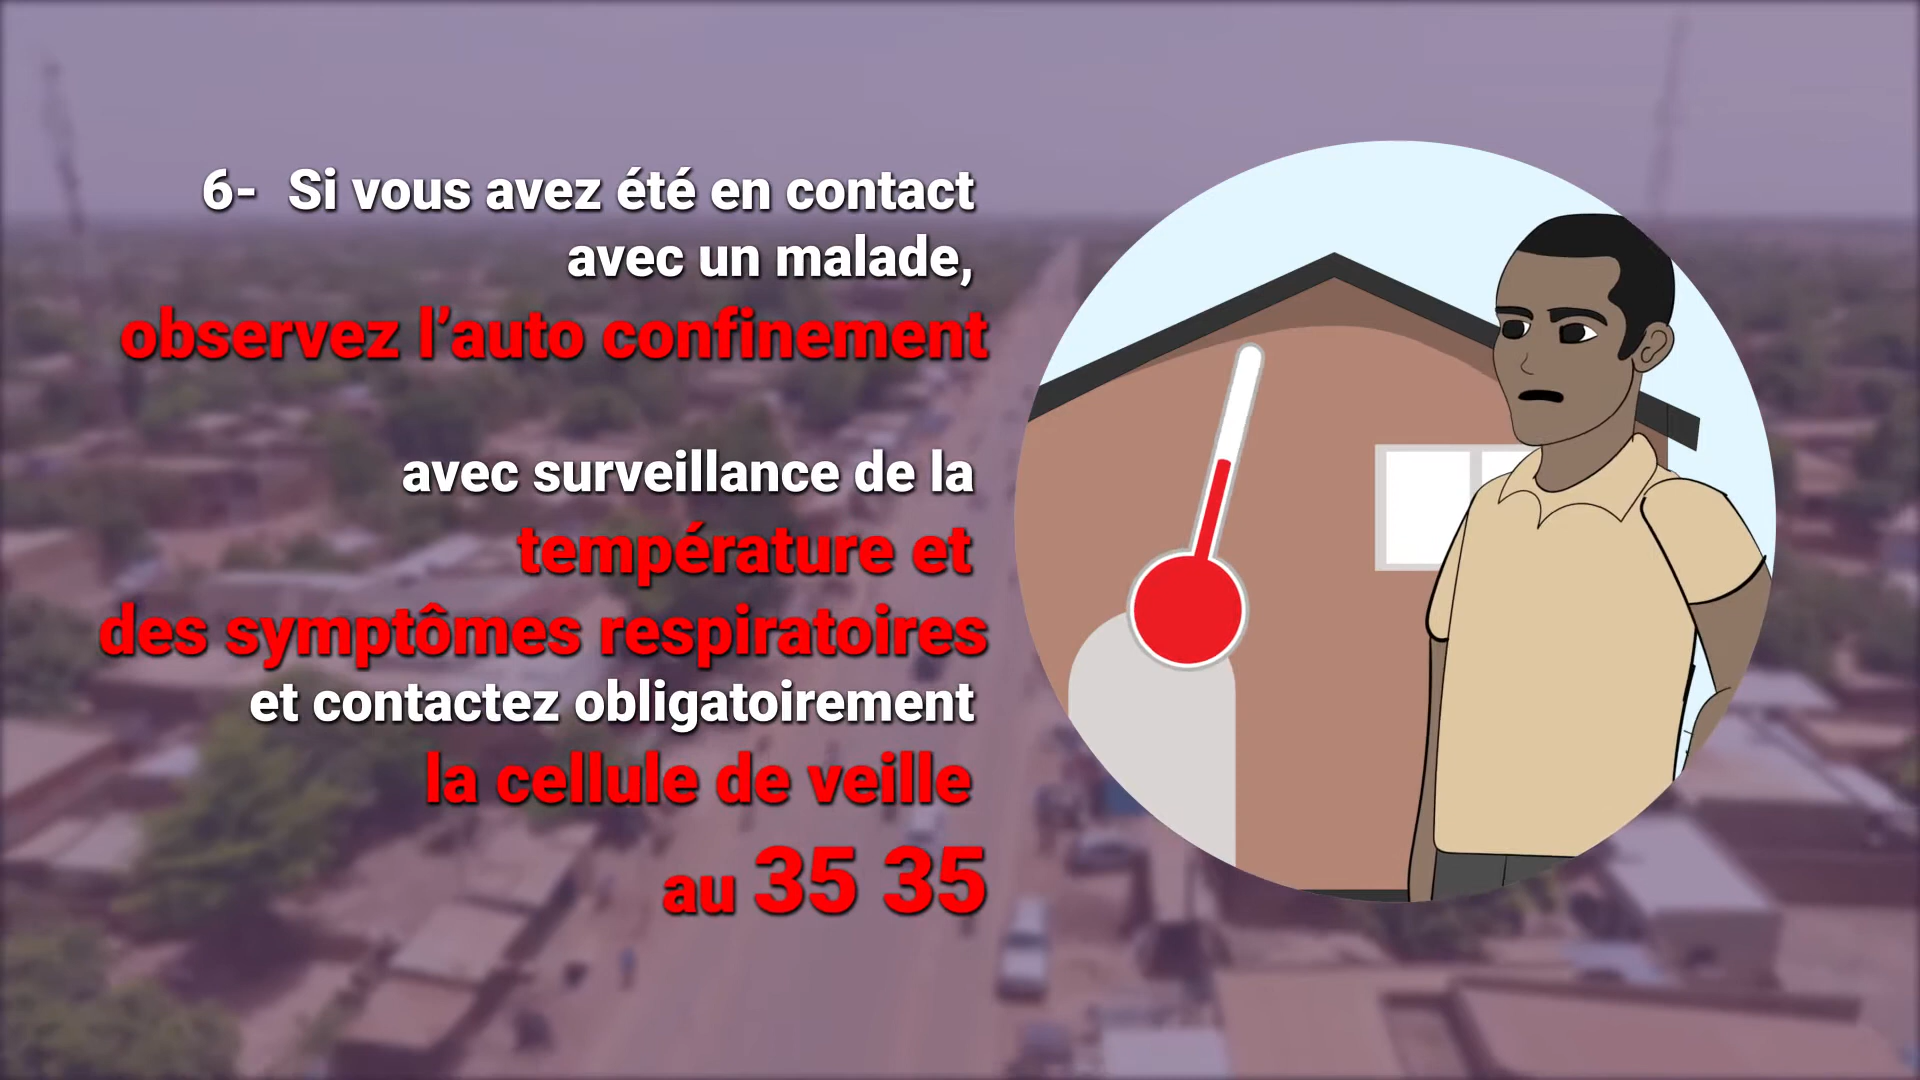 6- Si vous avez été en contact
avec un malade,
observez l’auto confinement
avec surveillance de la
température et
des symptômes respiratoires
et contactez obligatoirement
la cellule de veille
au 35 35